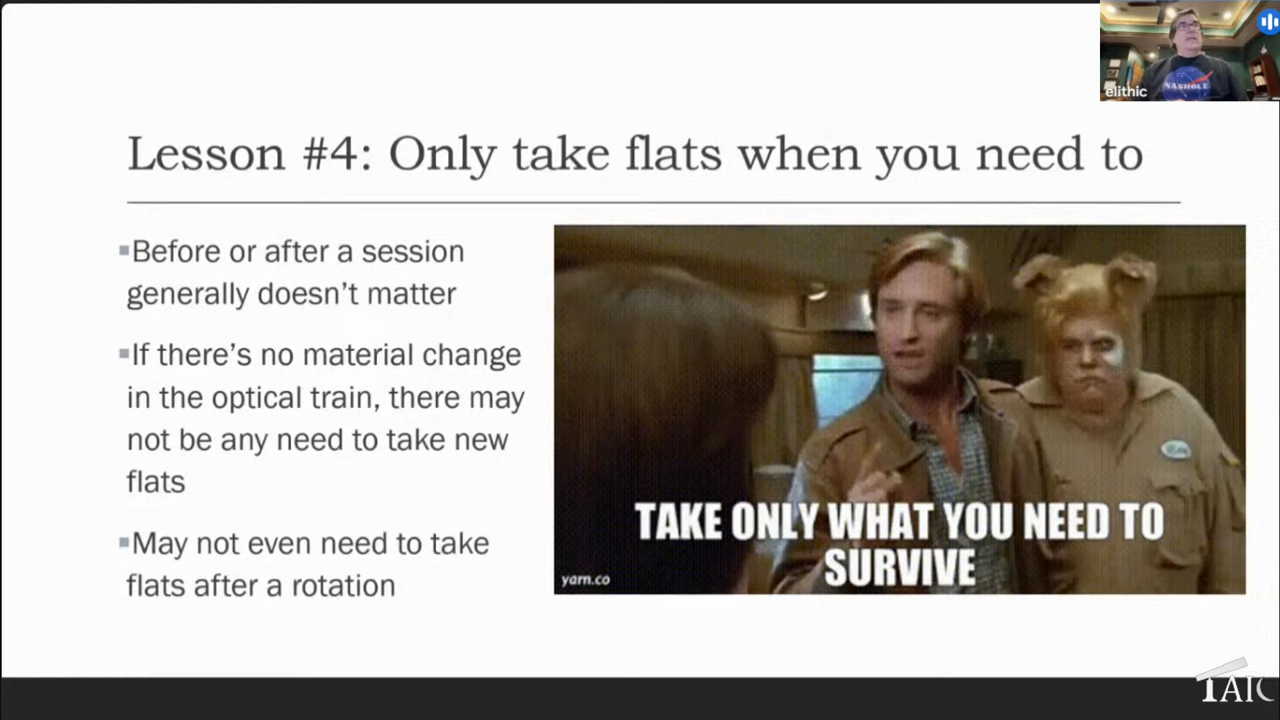 elithic
NASHOLE
Lesson #4: Only take flats when you need to
▪Before or after a session
generally doesn't matter
▪If there's no material change
in the optical train, there may
not be any need to take new
flats
▪May not even need to take
flats after a rotation
TAKE ONLY WHAT YOU NEED TO
SURVIVE
yarn.co
TAIC